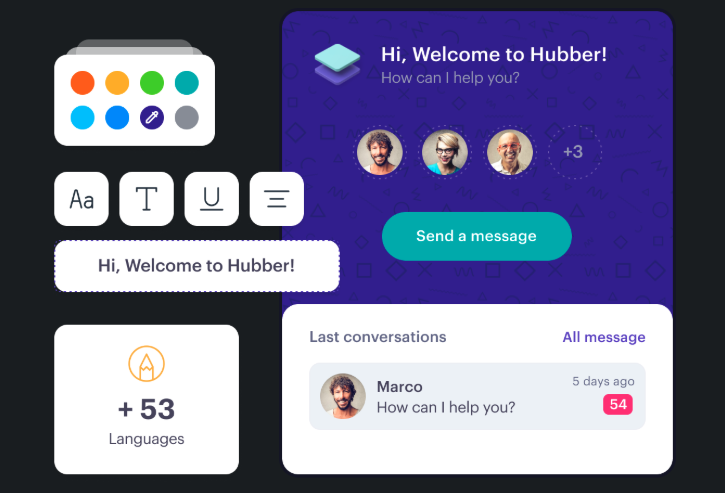 Hi, Welcome to Hubber!
How can I help you?
+3
Send a message
Aa T U
Hi, Welcome to Hubber!
+ 53
Languages
Last conversations All message
Marco 5 days ago
How can I help you? 54